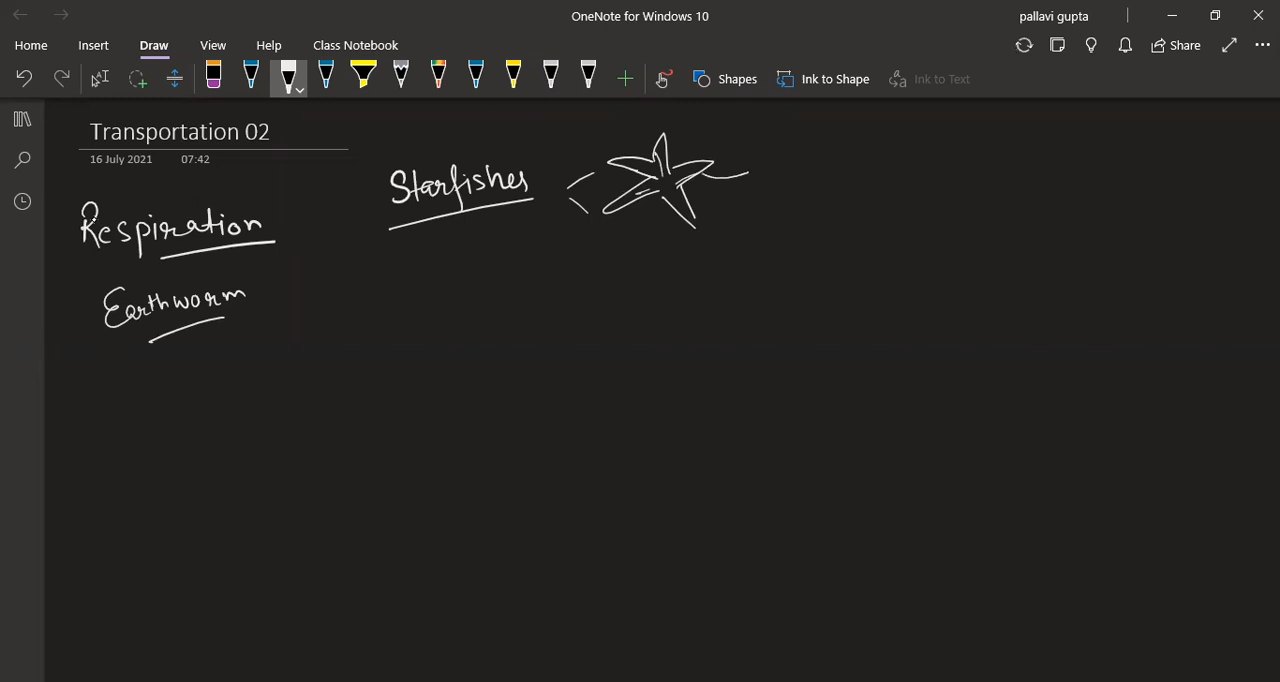 OneNote for Windows 10
pallavi gupta
Home Insert Draw View Help Class Notebook
Share
Shapes
Ink to Shape
Ink to Text
Transportation 02
16 July 2021 07:42
Starfishes
Respiration
Earthworm